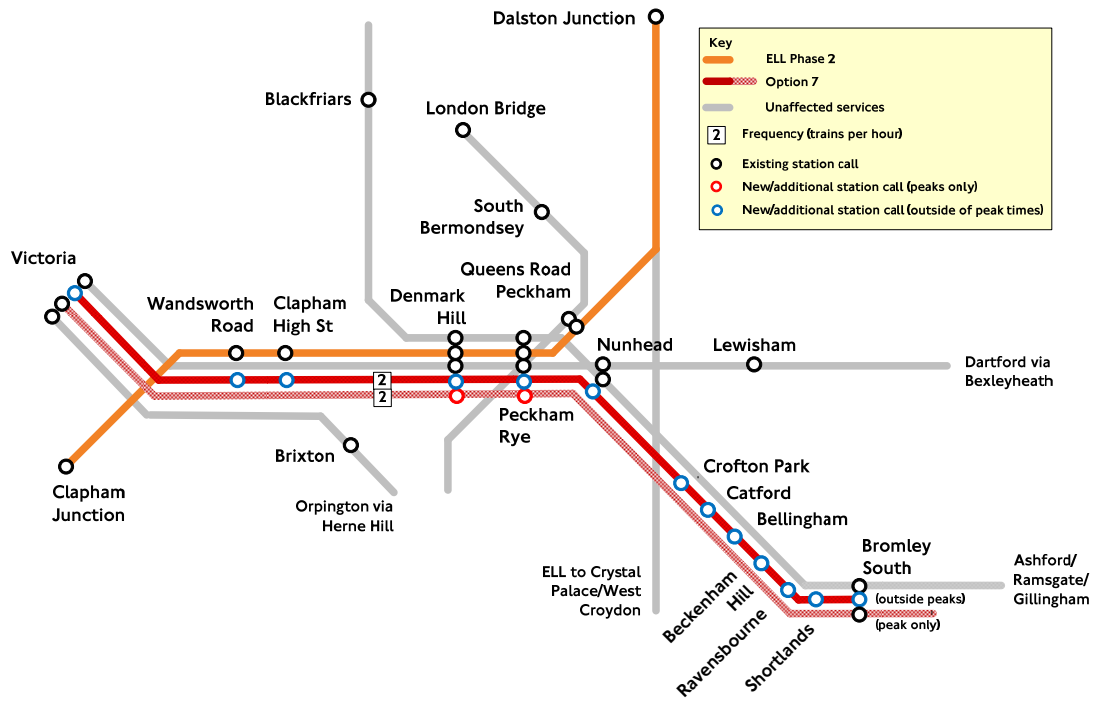 Dalston Junction
Key
ELL Phase 2
Option 7
Unaffected services
2 Frequency (trains per hour)
Existing station call
New/additional station call (peaks only)
New/additional station call (outside of peak times)
Blackfriars
London Bridge
South
Bermondsey
Victoria
Queens Road
Peckham
Wandsworth
Road
Clapham
High St
Denmark
Hill
Nunhead
Lewisham
Dartford via
Bexleyheath
2
2
Peckham
Rye
Brixton
Clapham
Junction
Orpington via
Herne Hill
Crofton Park
Catford
Bellingham
Bromley
South
Ashford/
Ramsgate/
Gillingham
ELL to Crystal
Palace/West
Croydon
Beckenham
Hill
Ravensbourne
Shortlands
(outside peaks)
(peak only)